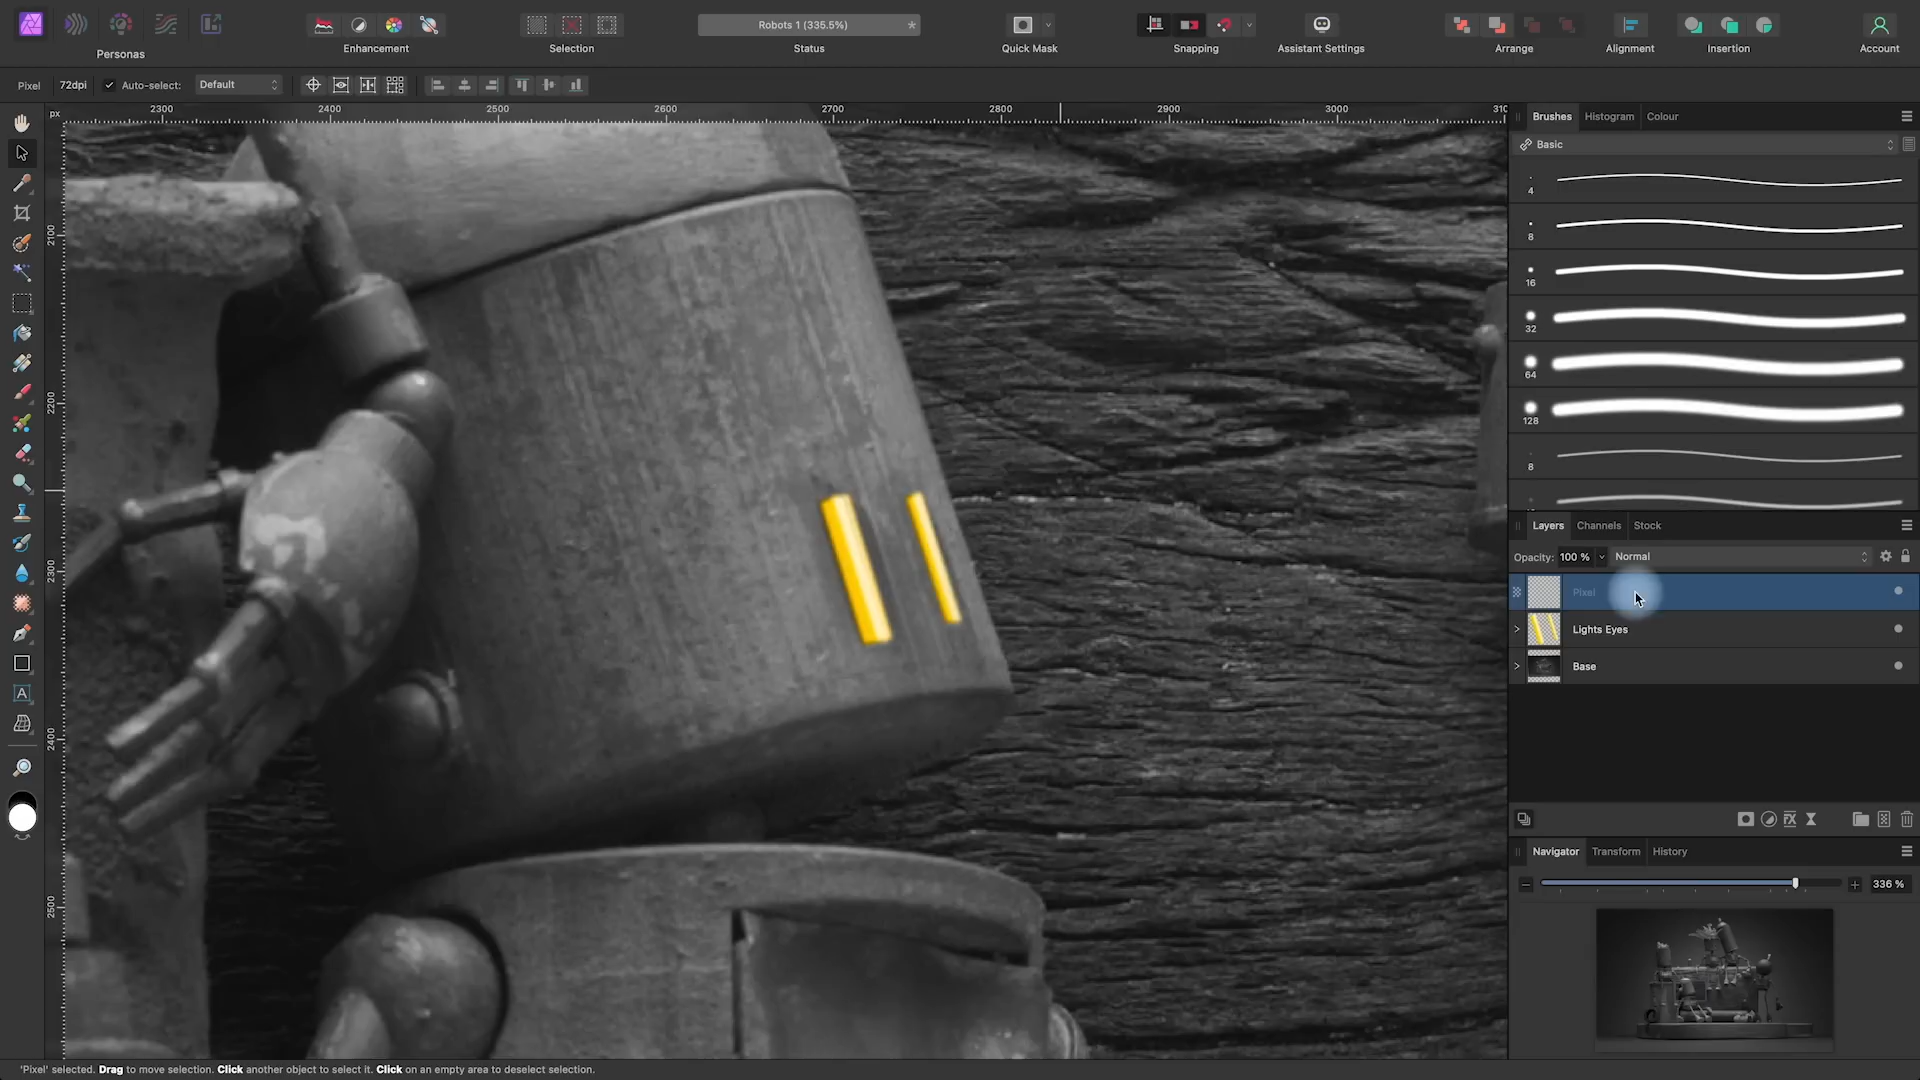 Robots 1 (335.5%) *
Personas Enhancement Selection Status Quick Mask Snapping Assistant Settings Arrange Alignment Insertion Account
Pixel 72dpi Auto-select: Default
px 2300 2400 2500 2600 2700 2800 2900 3000 310
2100
2200
2300
2400
2500
Brushes Histogram Colour
Basic
4
8
16
32
64
128
8
Layers Channels Stock
Opacity: 100 % Normal
Pixel
Lights Eyes
Base
Navigator Transform History
336 %
'Pixel' selected. Drag to move selection. Click another object to select it. Click on an empty area to deselect selection.